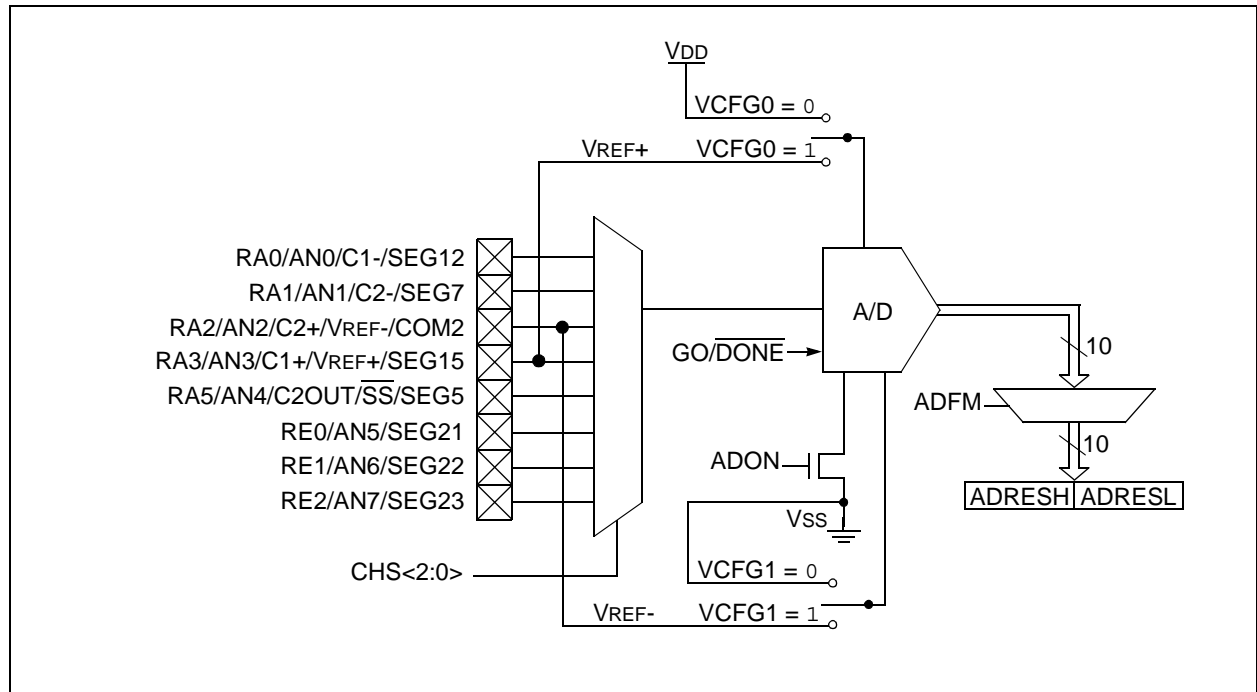 VDD
VCFG0 = 0
VREF+ VCFG0 = 1
RA0/AN0/C1-/SEG12
RA1/AN1/C2-/SEG7
RA2/AN2/C2+/VREF-/COM2
RA3/AN3/C1+/VREF+/SEG15
RA5/AN4/C2OUT/SS/SEG5
RE0/AN5/SEG21
RE1/AN6/SEG22
RE2/AN7/SEG23
CHS<2:0>
A/D
GO/DONE
10
ADFM
10
ADON
ADRESH ADRESL
VSS
VCFG1 = 0
VREF- VCFG1 = 1